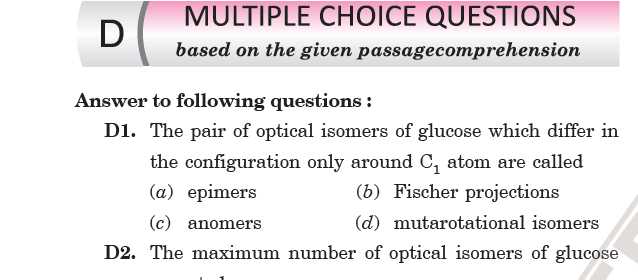 D
MULTIPLE CHOICE QUESTIONS
based on the given passagecomprehension
Answer to following questions :
D1. The pair of optical isomers of glucose which differ in
the configuration only around C₁ atom are called
(a) epimers (b) Fischer projections
(c) anomers (d) mutarotational isomers
D2. The maximum number of optical isomers of glucose